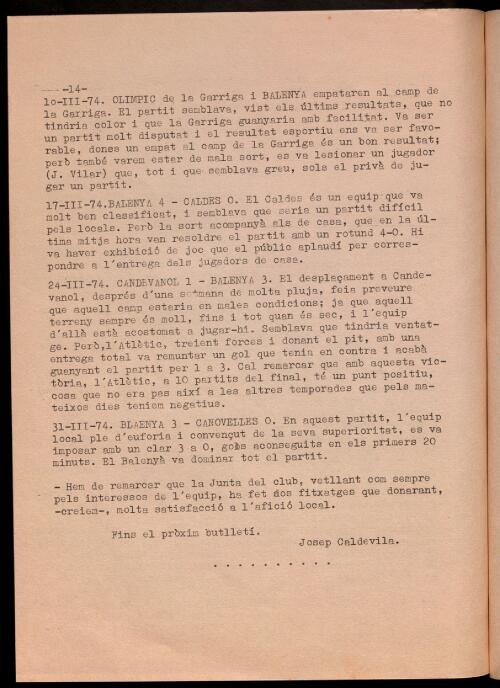 -----14-
10-III-74. OLIMPIC de la Garriga i BALENYA empataren al camp de
la Garriga. El partit semblava, vist els últims resultats, que no
tindria color i que la Garriga guanyaria amb facilitat. Va ser
un partit molt disputat i el resultat esportiu ens va ser favo-
rable, doncs un empat al camp de la Garriga és un bon resultat;
però també varem estar de mala sort, es va lesionar un jugador
(J. Vilar) que, tot i que semblava greu, sols el privà de ju-
gar un partit.
17-III-74.BALENYA 4 - CALDES O. El Caldes és un equip que va
molt ben classificat, i semblava que seria un partit difícil
pels locals. Però la sort acompanyà als de casa, que en la úl-
tima mitja hora van resoldre el partit amb un rotund 4-0. Hi
va haver exhibició de joc que el públic aplaudí per corres-
pondre a l'entrega dels jugadors de casa.
24-III-74. CANDEVANOL 1 - BALENYA 3. El desplaçament a Cande-
vanol, després d'una setmana de molta pluja, feia preveure
que aquell camp estaria en males condicions; ja que aquell
terreny sempre és moll, fins i tot quan és sec, i l'equip
d'allà està acostomat a jugar-hi. Semblava que tindria ventat-
ge. Però,l'Atlètic, treient forces i donant el pit, amb una
entrega total va remuntar un gol que tenia en contra i acabà
guanyant el partit per 1 a 3. Cal remarcar que amb aquesta vic-
tòria, l'Atlètic, a 10 partits del final, té un punt positiu,
cosa que no era pas així a les altres temporades que pels ma-
teixos dies teniem negatius.
31-III-74. BLAENYA 3 - CANOVELLES O. En aquest partit, l'equip
local ple d'euforia i convençut de la seva superioritat, es va
imposar amb un clar 3 a O, gols aconseguits en els primers 20
minuts. El Balenyà va dominar tot el partit.
- Hem de remarcar que la Junta del club, vetllant com sempre
pels interessos de l'equip, ha fet dos fitxatges que donarant,
-creiem-, molta satisfacció a l'afició local.
Fins el pròxim butlletí.
Josep Caldevila.
. . . . . . . . . . .